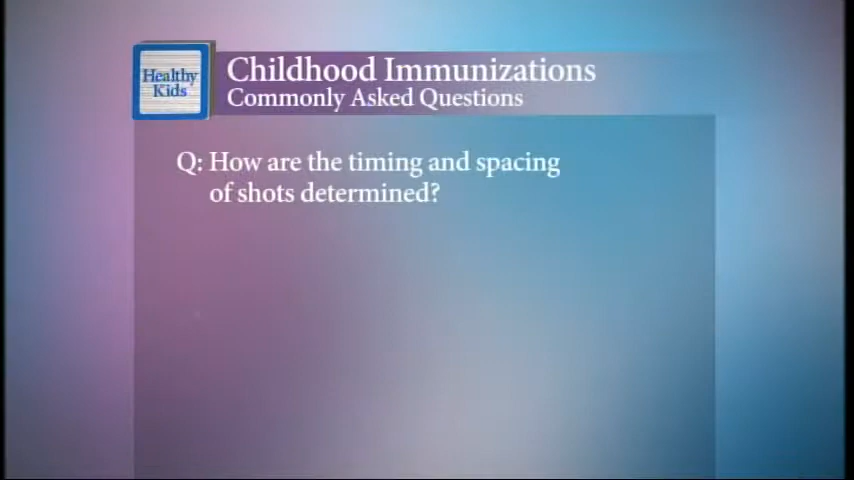 Healthy
Kids
Childhood Immunizations
Commonly Asked Questions
Q: How are the timing and spacing
of shots determined?